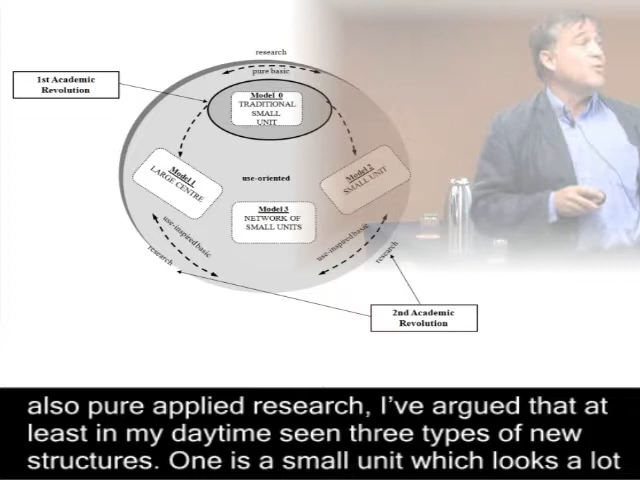 research
pure basic
1st Academic
Revolution
Model 0
TRADITIONAL
SMALL
UNIT
Model 1
LARGE CENTRE
use-oriented
Model 2
SMALL UNIT
Model 3
NETWORK OF
SMALL UNITS
use-inspired basic
research
use-inspired basic
research
2nd Academic
Revolution
also pure applied research, I've argued that at
least in my daytime seen three types of new
structures. One is a small unit which looks a lot